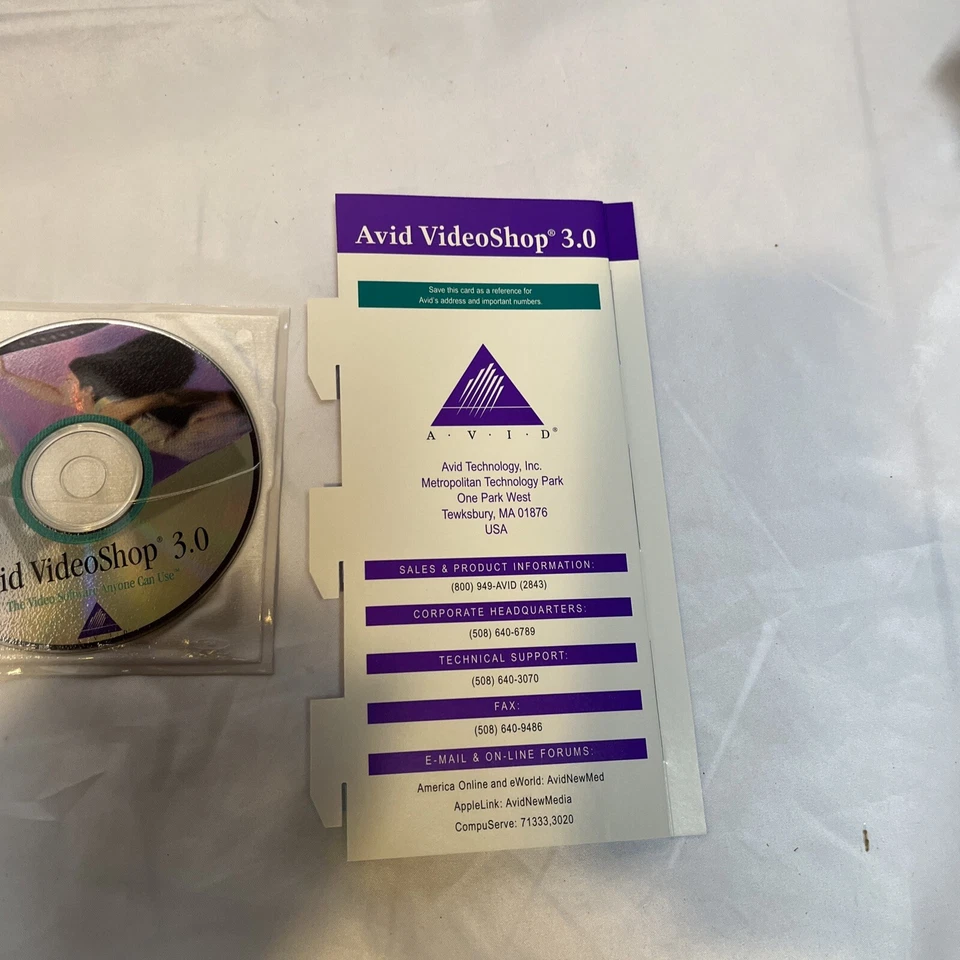 Avid VideoShop® 3.0
Save this card as a reference for
Avid's address and important numbers.
A · V · I · D®
Avid Technology, Inc.
Metropolitan Technology Park
One Park West
Tewksbury, MA 01876
USA
SALES & PRODUCT INFORMATION:
(800) 949-AVID (2843)
CORPORATE HEADQUARTERS:
(508) 640-6789
TECHNICAL SUPPORT:
(508) 640-3070
FAX:
(508) 640-9486
E-MAIL & ON-LINE FORUMS:
America Online and eWorld: AvidNewMed
AppleLink: AvidNewMedia
CompuServe: 71333,3020
id VideoShop® 3.0
The Video Software Anyone Can Use™